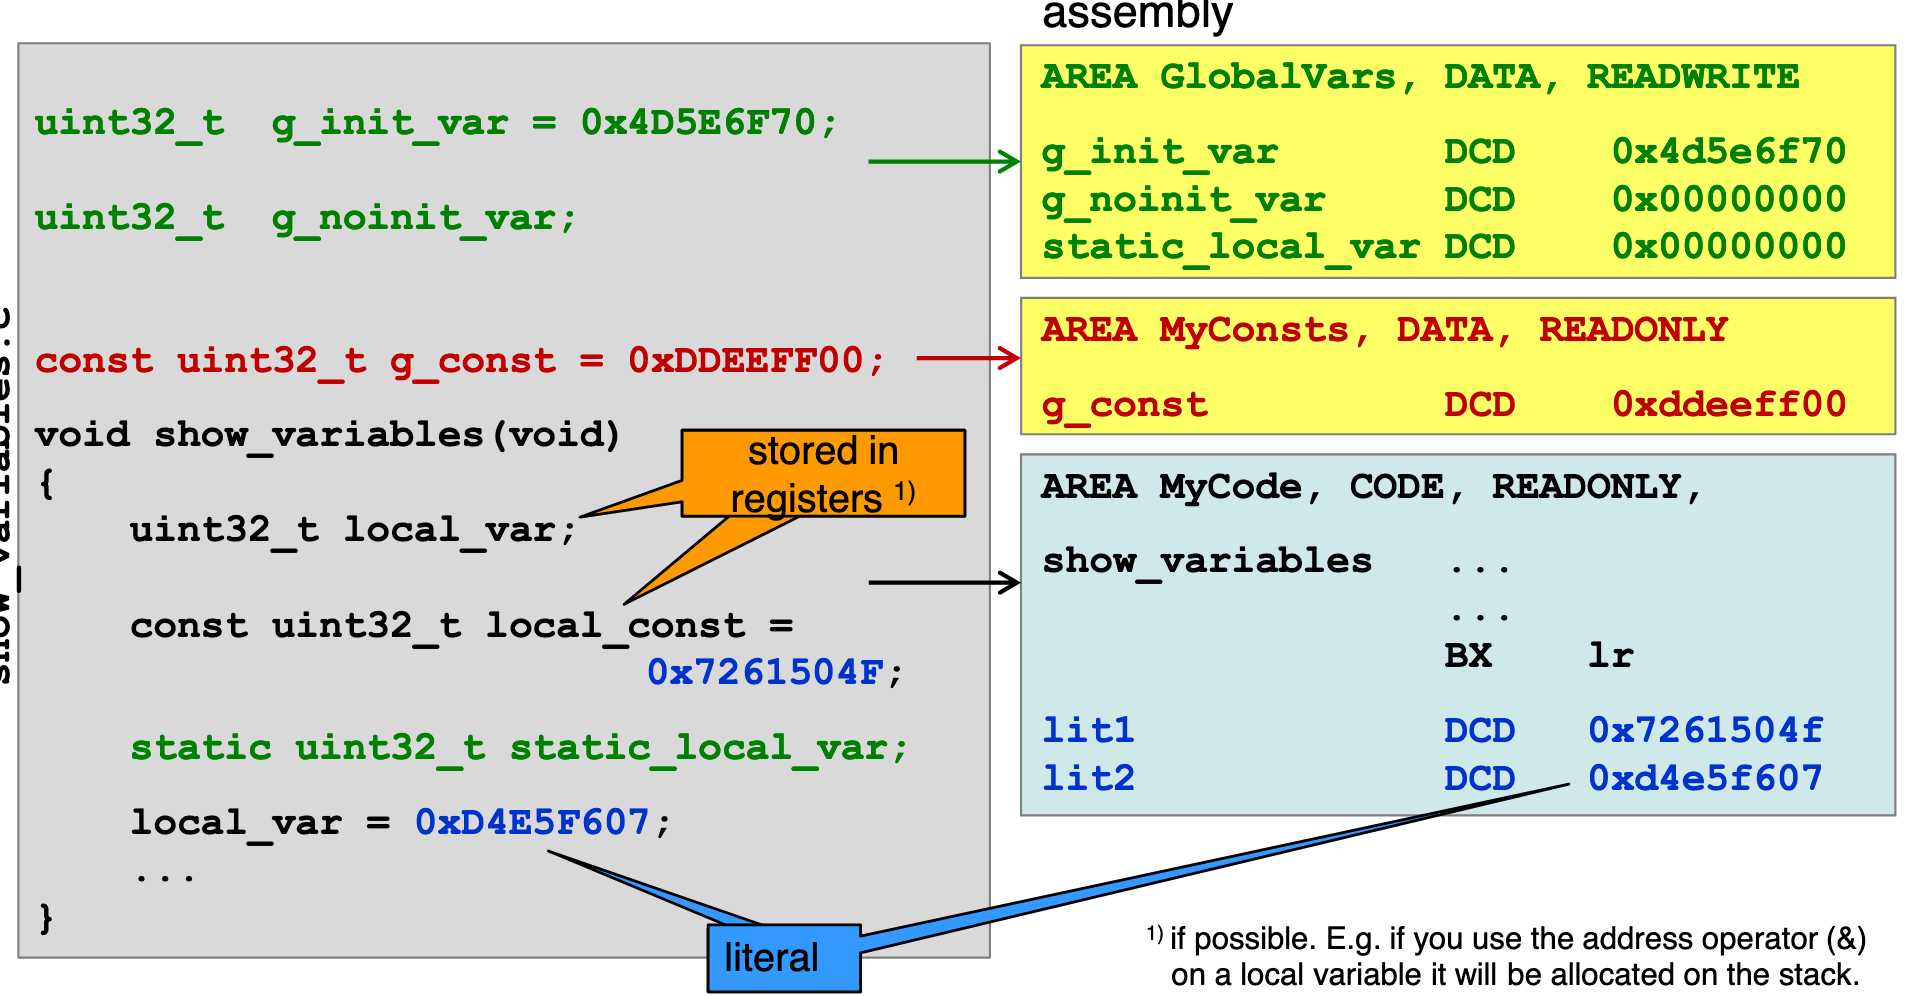 assembly
show_variables.c
uint32_t  g_init_var = 0x4D5E6F70;
uint32_t  g_noinit_var;
const uint32_t g_const = 0xDDEEFF00;
void show_variables(void)
{
    uint32_t local_var;
    const uint32_t local_const =
                          0x7261504F;
    static uint32_t static_local_var;
    local_var = 0xD4E5F607;
    ...
}
stored in
registers 1)
literal
AREA GlobalVars, DATA, READWRITE
g_init_var       DCD    0x4d5e6f70
g_noinit_var     DCD    0x00000000
static_local_var DCD    0x00000000
AREA MyConsts, DATA, READONLY
g_const          DCD    0xddeeff00
AREA MyCode, CODE, READONLY,
show_variables   ...
                 ...
                 BX    lr
lit1             DCD   0x7261504f
lit2             DCD   0xd4e5f607
1) if possible. E.g. if you use the address operator (&)
on a local variable it will be allocated on the stack.